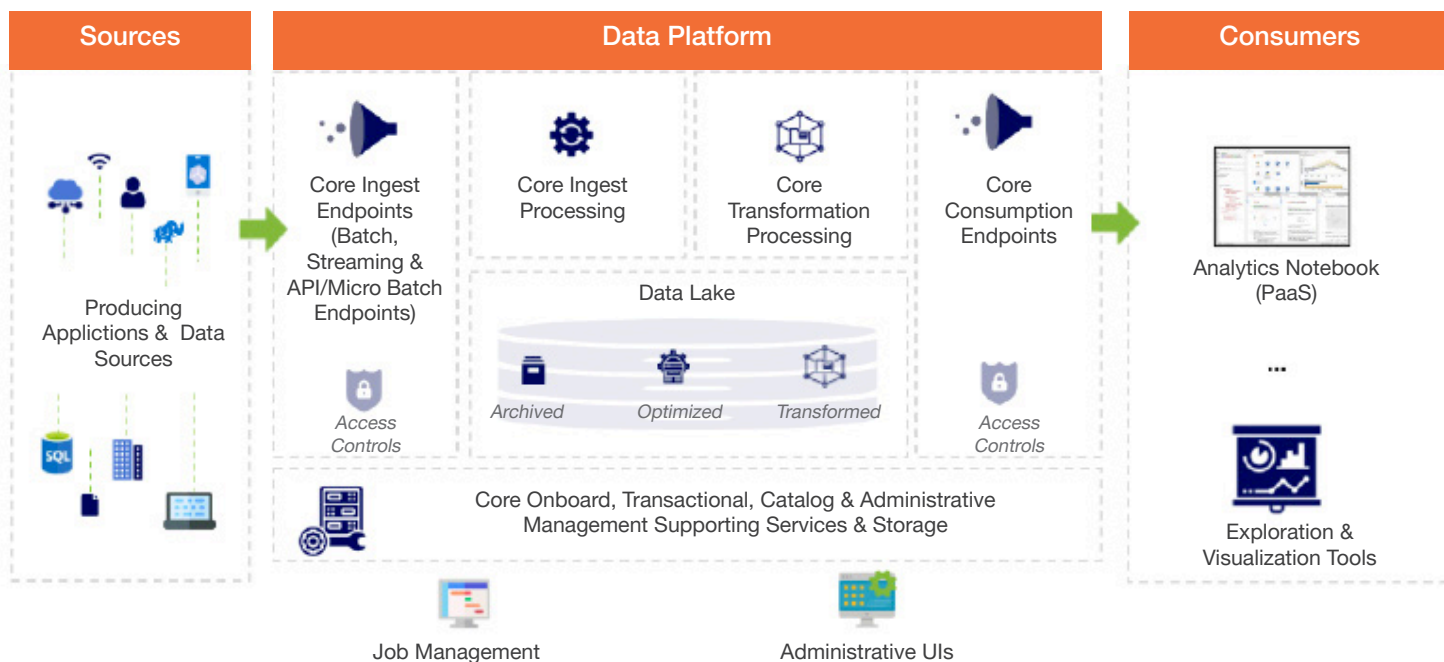 Sources
Data Platform
Consumers
Core Ingest
Endpoints
(Batch,
Streaming &
API/Micro Batch
Endpoints)
Core Ingest
Processing
Core
Transformation
Processing
Core
Consumption
Endpoints
Analytics Notebook
(PaaS)
Producing
Applictions & Data
Sources
Data Lake
...
Archived
Optimized
Transformed
Access
Controls
Access
Controls
SQL
Core Onboard, Transactional, Catalog & Administrative
Management Supporting Services & Storage
Exploration &
Visualization Tools
Job Management
Administrative UIs